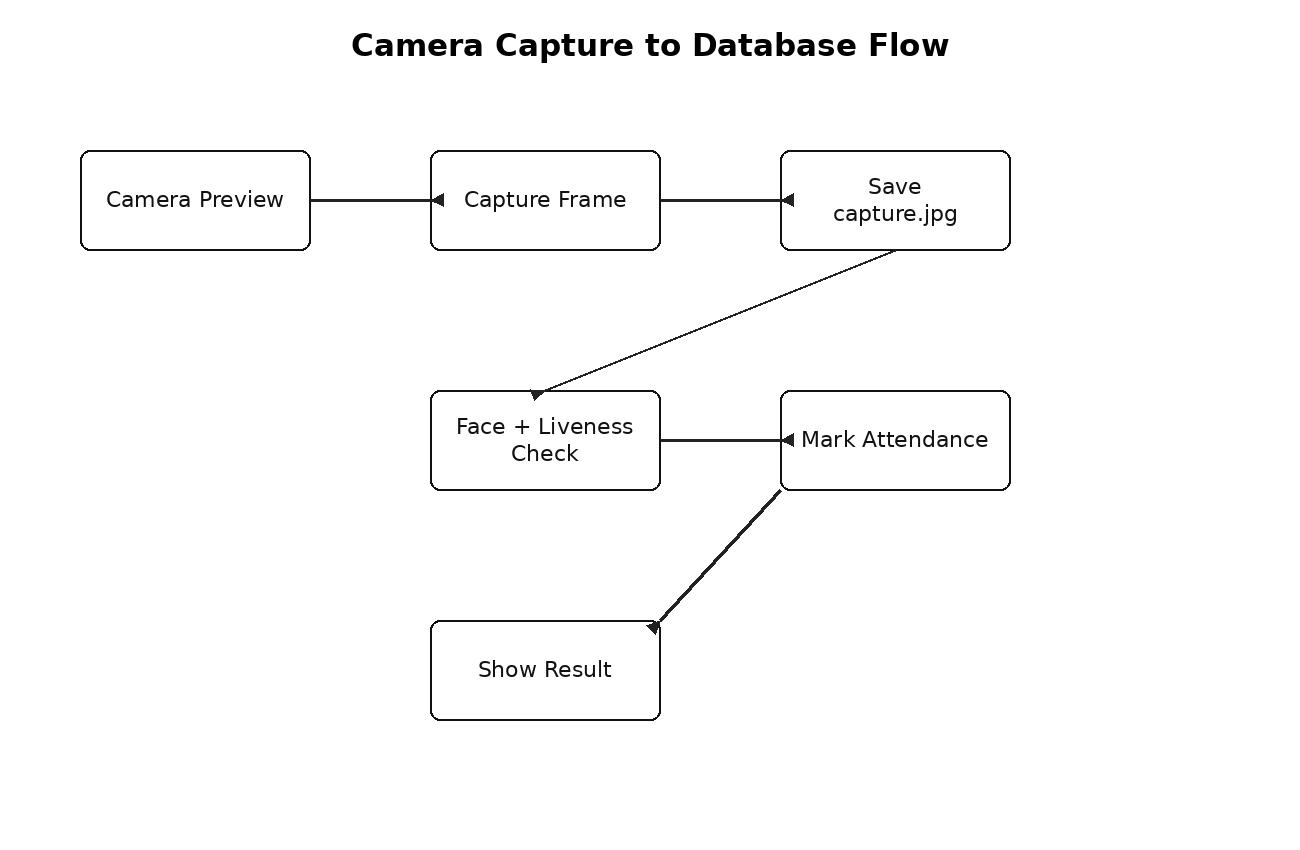 Camera Capture to Database Flow
Camera Preview
Capture Frame
Save
capture.jpg
Face + Liveness
Check
Mark Attendance
Show Result